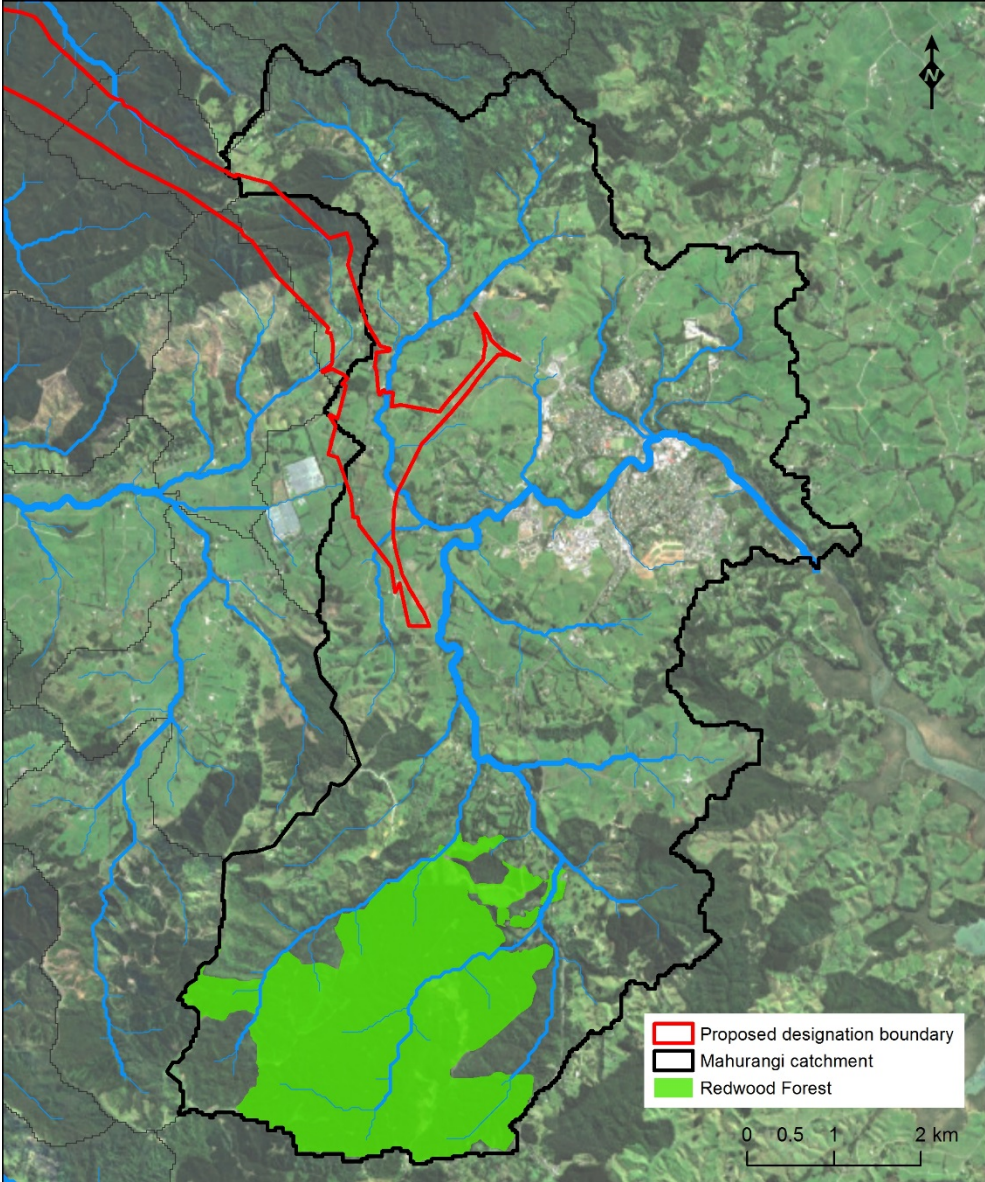 N
Proposed designation boundary
Mahurangi catchment
Redwood Forest
0 0.5 1 2 km